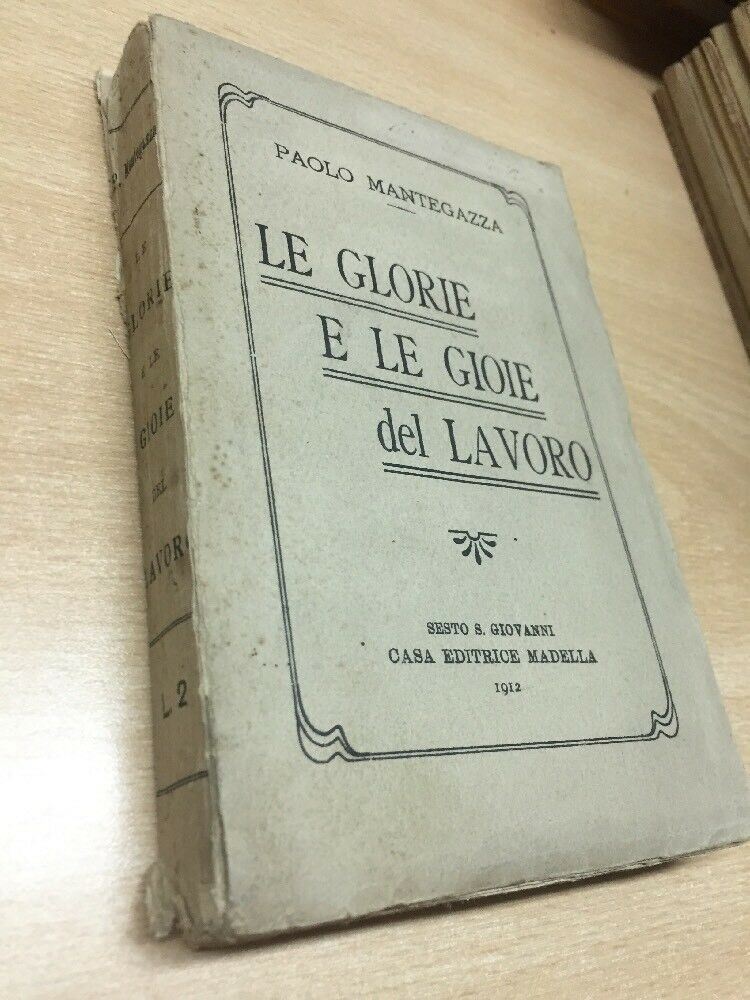 PAOLO MANTEGAZZA
LE GLORIE
E LE GIOIE
del LAVORO
SESTO S. GIOVANNI
CASA EDITRICE MADELLA
1912
P. Mantegazza
LE
GLORIE
E LE
GIOIE
DEL
LAVORO
L. 2